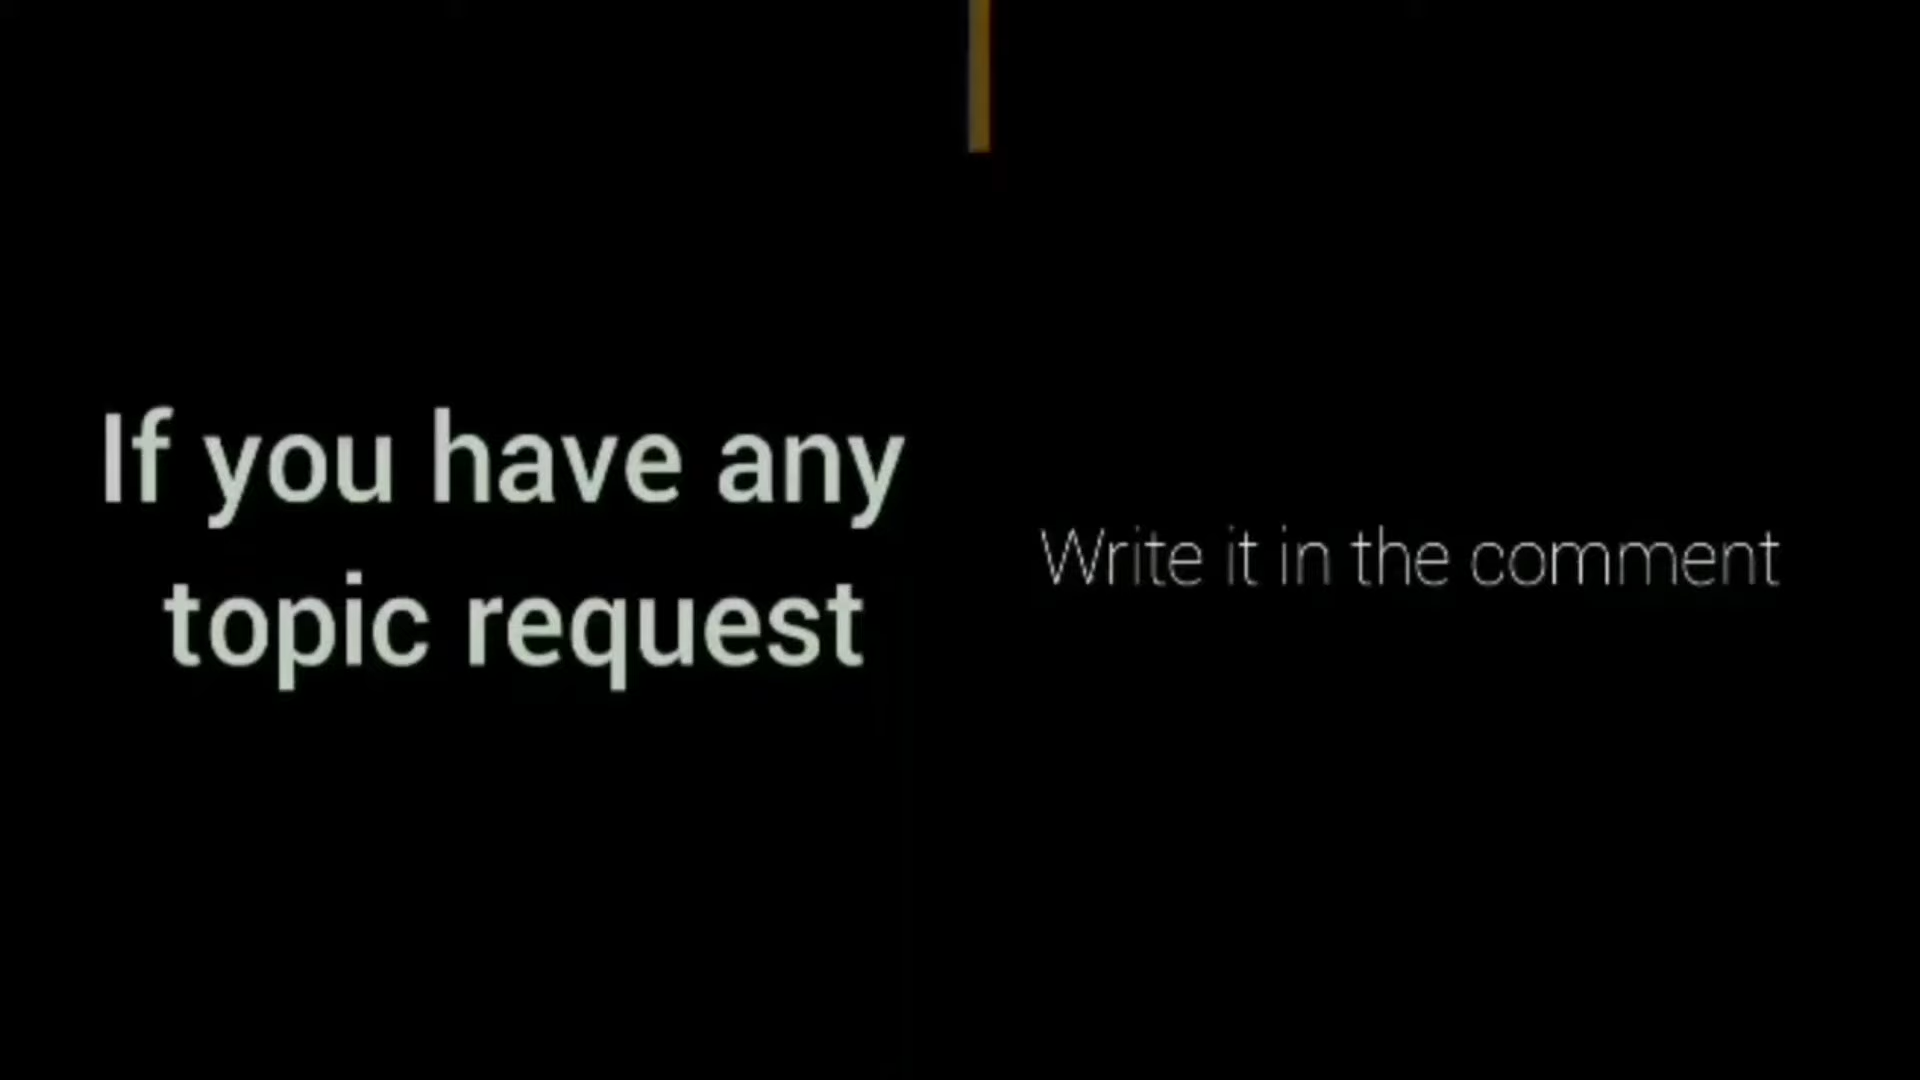 If you have any
topic request
Write it in the comment